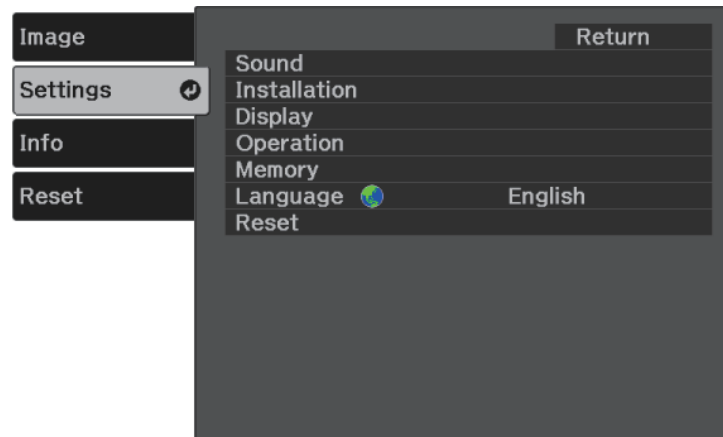 Image
Settings
Info
Reset
Return
Sound
Installation
Display
Operation
Memory
Language English
Reset